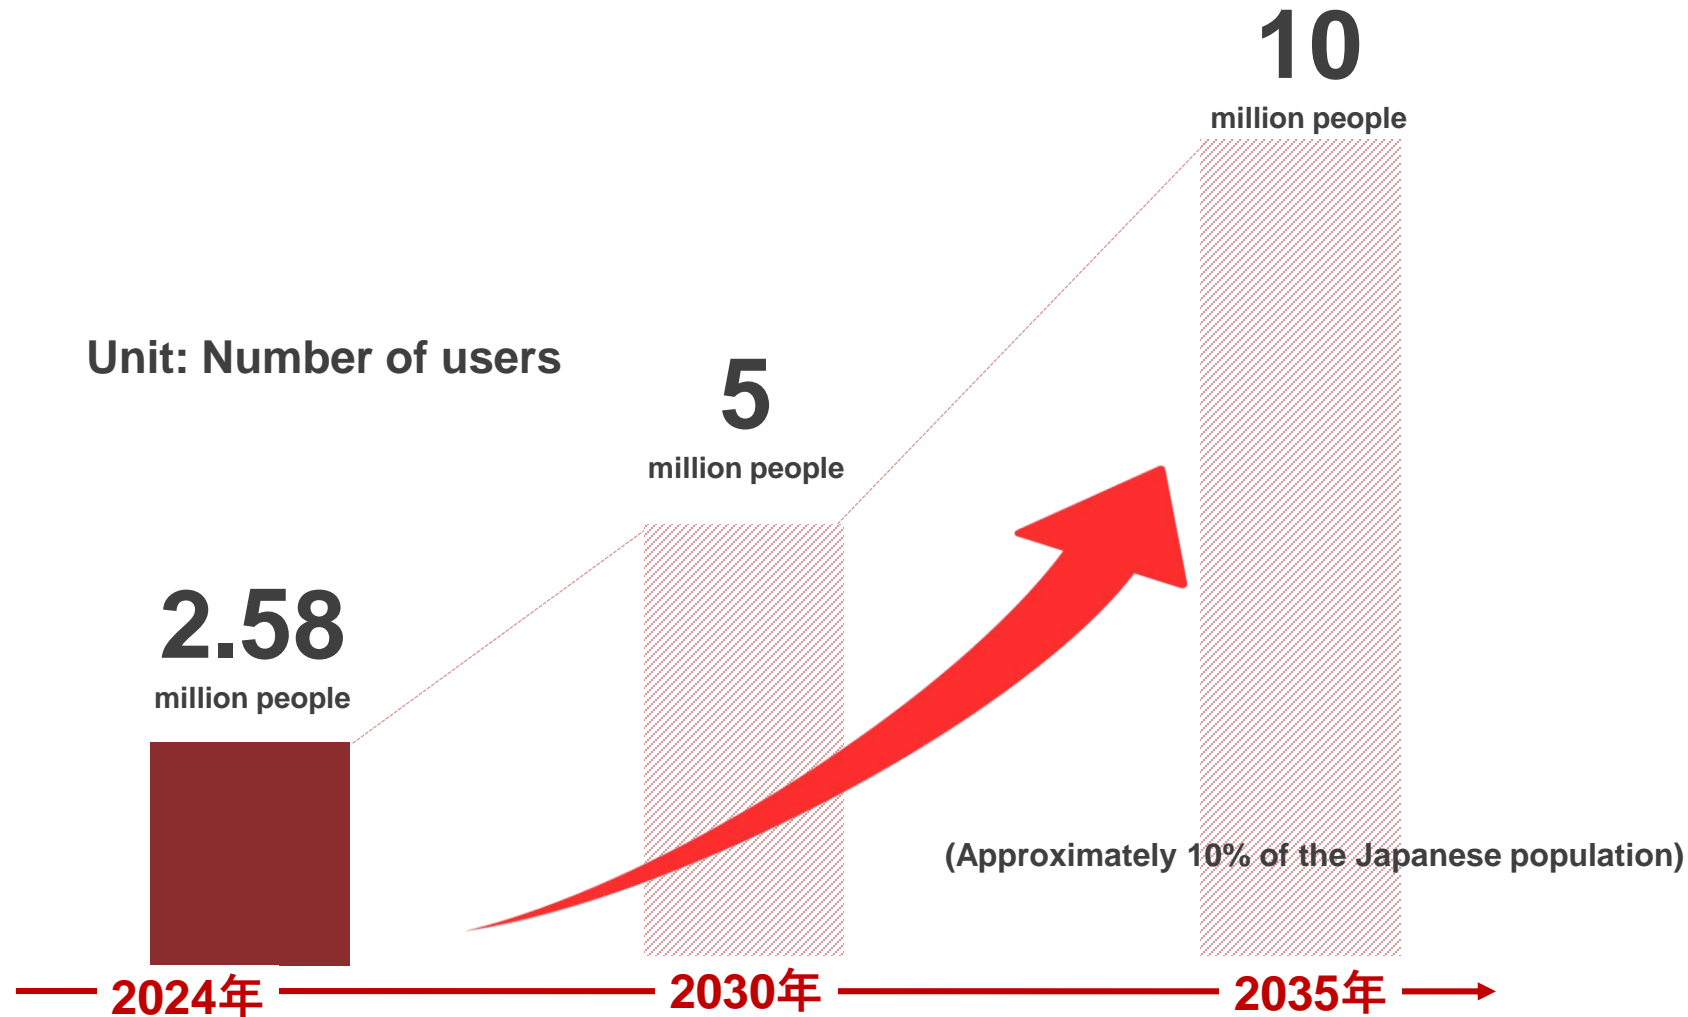 10
million people
Unit: Number of users
5
million people
2.58
million people
(Approximately 10% of the Japanese population)
2024年
2030年
2035年